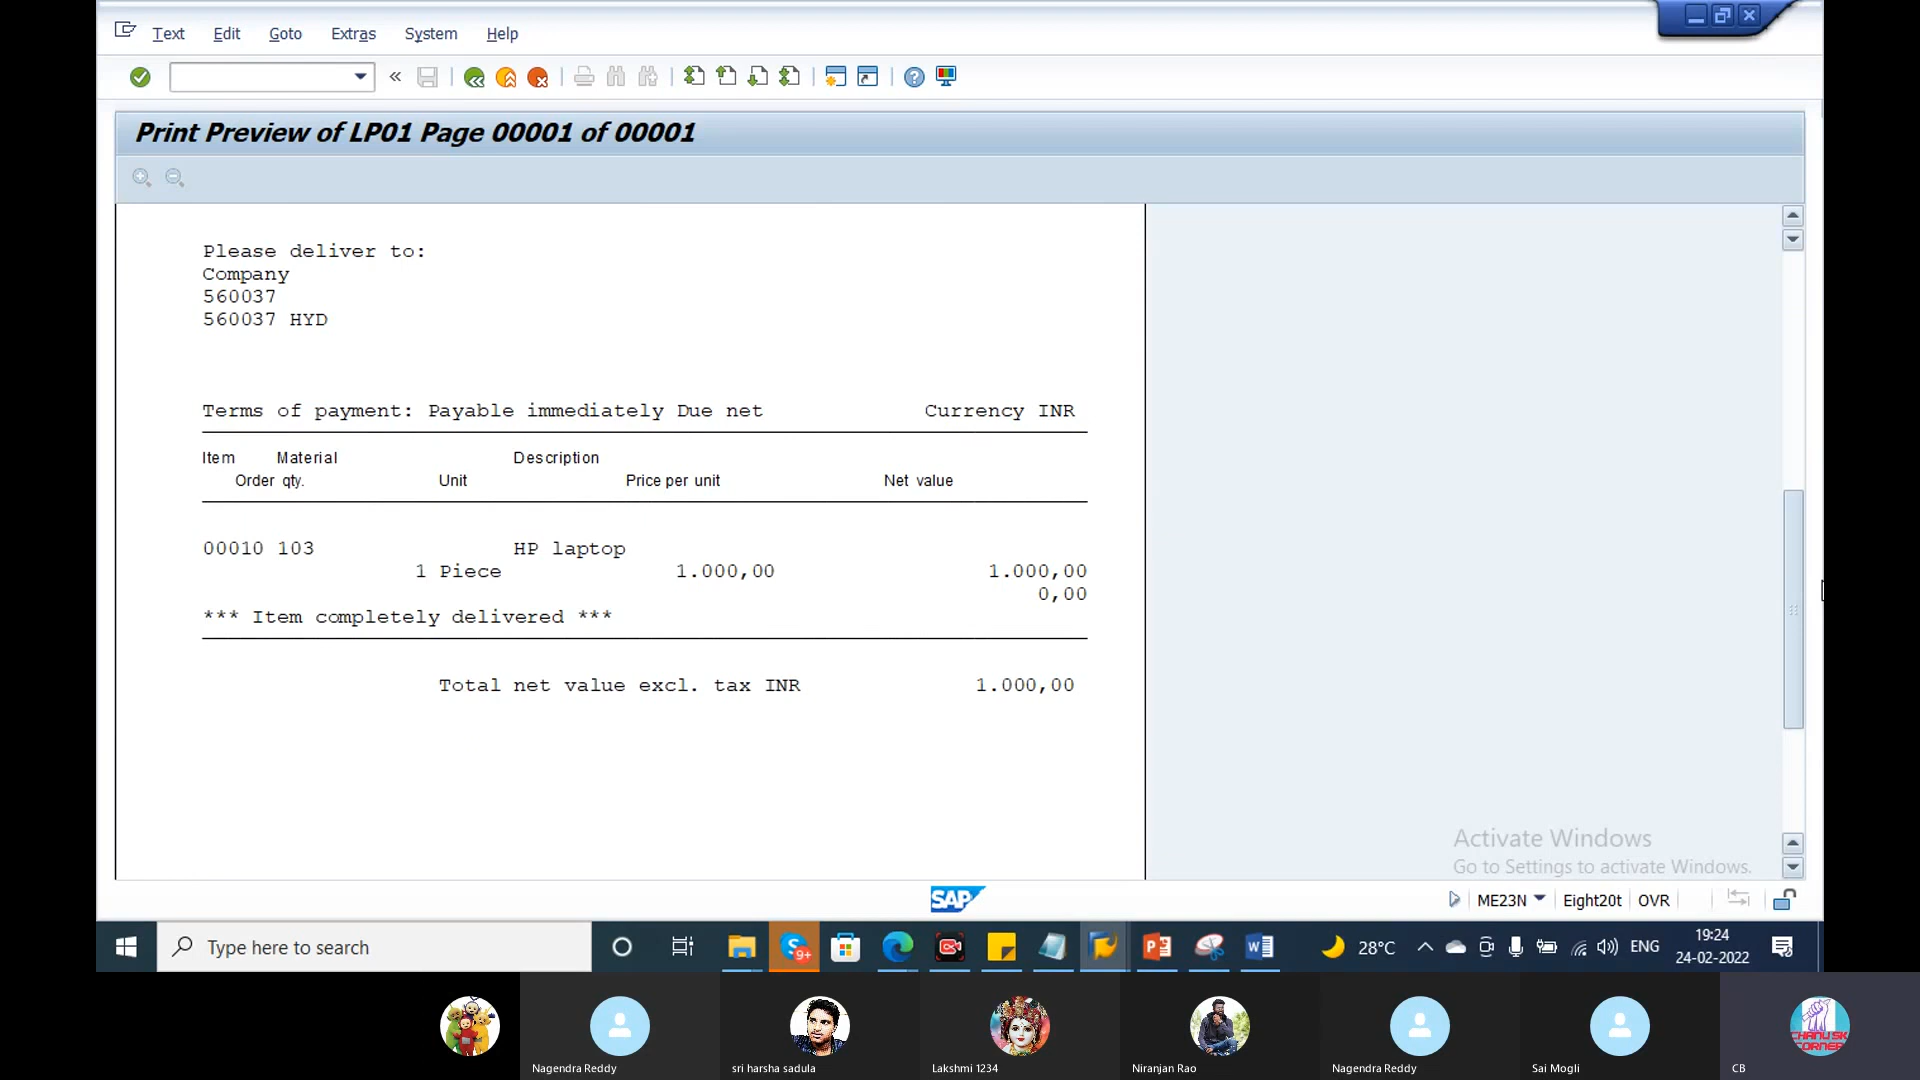 Text Edit Goto Extras System Help
Print Preview of LP01 Page 00001 of 00001
Please deliver to:
Company
560037
560037 HYD
Terms of payment: Payable immediately Due net Currency INR
Item Material Description
Order qty. Unit Price per unit Net value
00010 103 HP laptop
1 Piece 1.000,00 1.000,00
0,00
*** Item completely delivered ***
Total net value excl. tax INR 1.000,00
Activate Windows
Go to Settings to activate Windows.
SAP ME23N Eight20t OVR
Type here to search 9+ 28°C ENG 19:24
24-02-2022
CHANUSK
CORNER
Nagendra Reddy sri harsha sadula Lakshmi 1234 Niranjan Rao Nagendra Reddy Sai Mogli CB